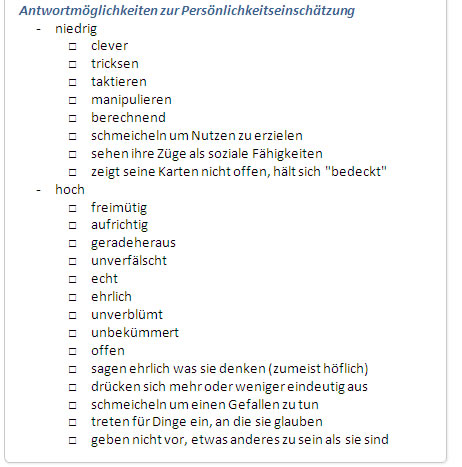 Antwortmöglichkeiten zur Persönlichkeitseinschätzung
- niedrig
□ clever
□ tricksen
□ taktieren
□ manipulieren
□ berechnend
□ schmeicheln um Nutzen zu erzielen
□ sehen ihre Züge als soziale Fähigkeiten
□ zeigt seine Karten nicht offen, hält sich "bedeckt"
- hoch
□ freimütig
□ aufrichtig
□ geradeheraus
□ unverfälscht
□ echt
□ ehrlich
□ unverblümt
□ unbekümmert
□ offen
□ sagen ehrlich was sie denken (zumeist höflich)
□ drücken sich mehr oder weniger eindeutig aus
□ schmeicheln um einen Gefallen zu tun
□ treten für Dinge ein, an die sie glauben
□ geben nicht vor, etwas anderes zu sein als sie sind